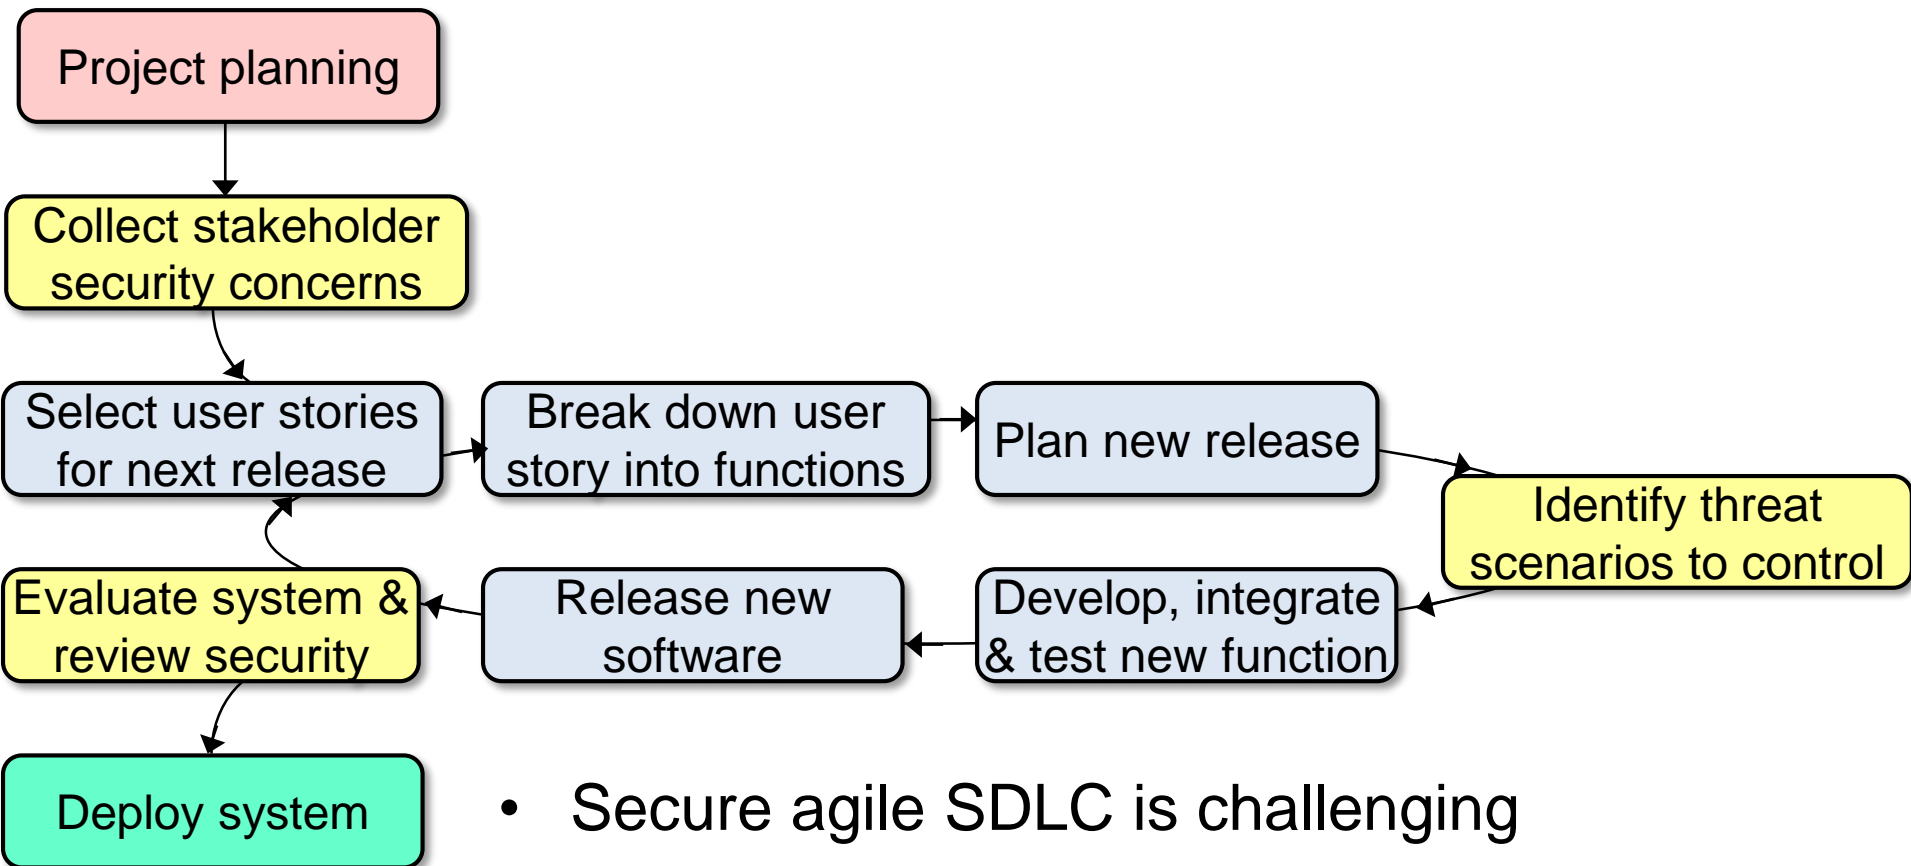 Project planning
Collect stakeholder
security concerns
Select user stories
for next release
Break down user
story into functions
Plan new release
Identify threat
scenarios to control
Evaluate system &
review security
Release new
software
Develop, integrate
& test new function
Deploy system
• Secure agile SDLC is challenging